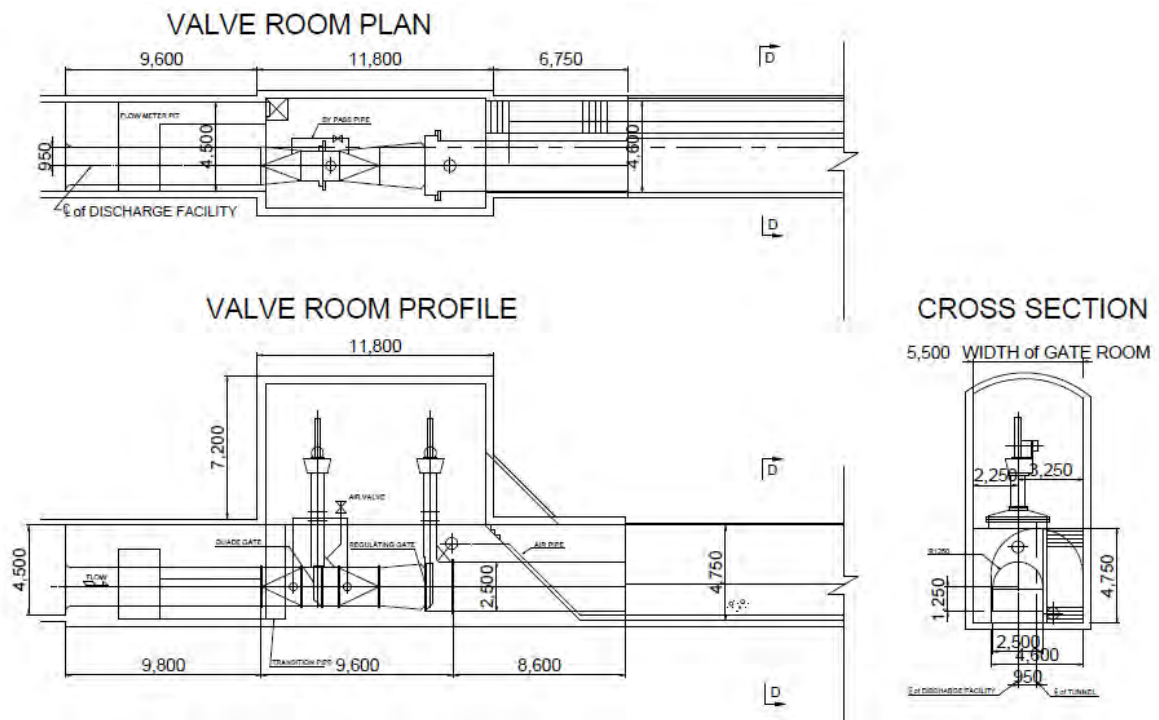 VALVE ROOM PLAN
9,600
11,800
6,750
D
FLOW METER PIT
BY PASS PIPE
4,500
4,600
950
℄ of DISCHARGE FACILITY
D
VALVE ROOM PROFILE
CROSS SECTION
11,800
5,500 WIDTH of GATE ROOM
7,200
D
2,250
3,250
AIR VALVE
GUADE GATE
REGULATING GATE
AIR PIPE
R1250
4,500
FLOW
2,500
4,750
1,250
4,750
2,500
4,600
TRANSITION PIPE
9,800
9,600
8,600
950
D
℄ of DISCHARGE FACILITY
℄ of TUNNEL